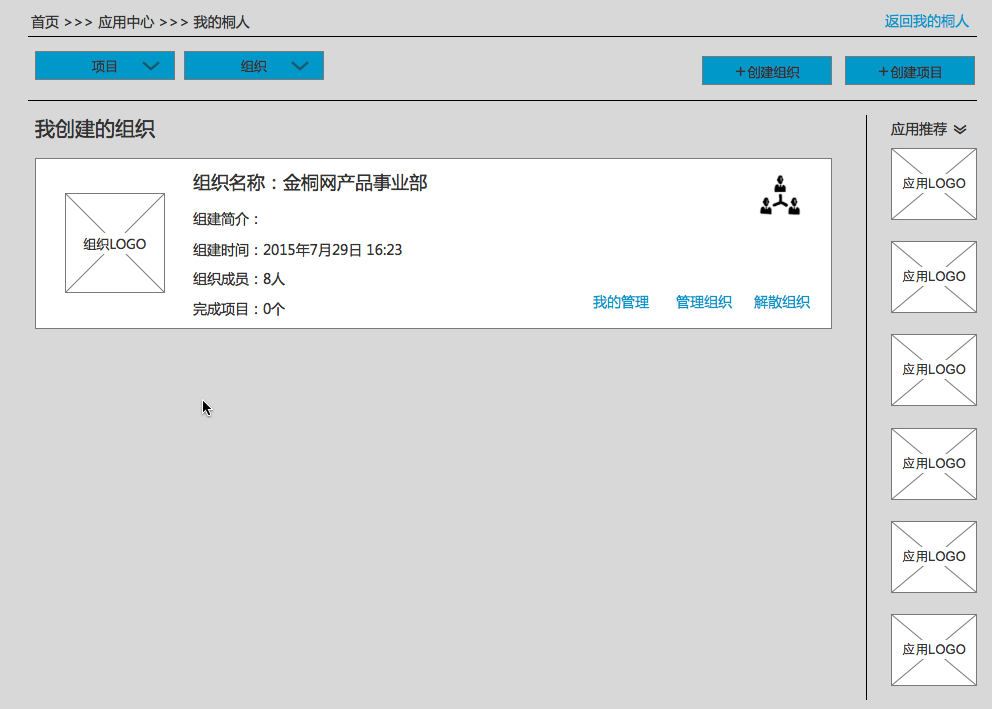 首页 >>> 应用中心 >>> 我的桐人
返回我的桐人
项目
组织
+创建组织
+创建项目
我创建的组织
组织LOGO
组织名称：金桐网产品事业部
组建简介：
组建时间：2015年7月29日 16:23
组织成员：8人
完成项目：0个
我的管理
管理组织
解散组织
应用推荐
应用LOGO
应用LOGO
应用LOGO
应用LOGO
应用LOGO
应用LOGO